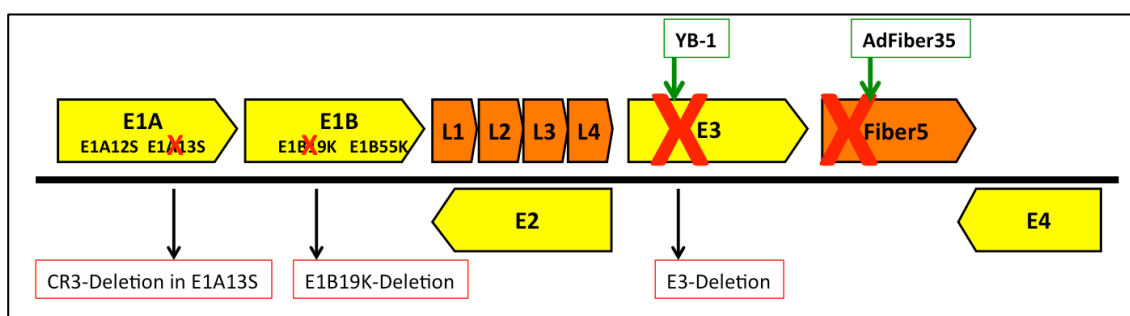 YB-1 AdFiber35
E1A E1B L1 L2 L3 L4 E3 Fiber5
E1A12S E1A13S E1B19K E1B55K
E2 E4
CR3-Deletion in E1A13S E1B19K-Deletion E3-Deletion